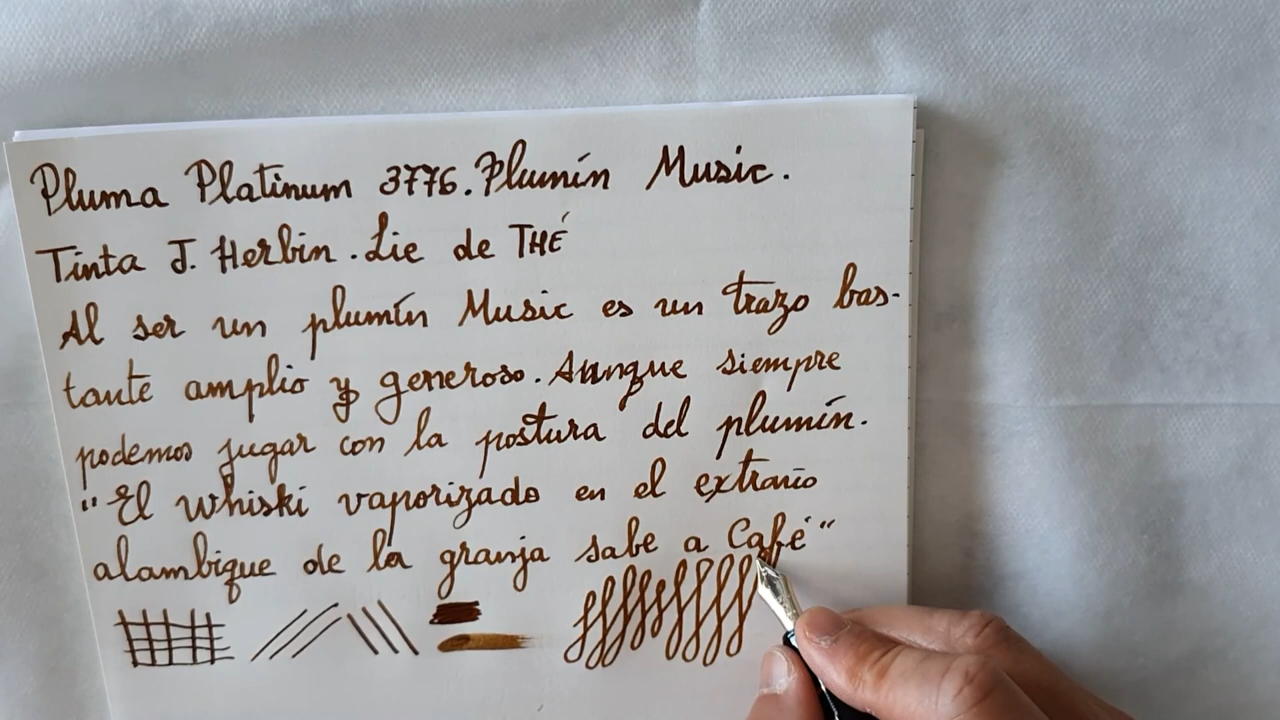 Pluma Platinum 3776. Plumín Music.
Tinta J. Herbin. Lie de THÉ
Al ser un plumín Music es un trazo bas-
tante amplio y generoso. Aunque siempre
podemos jugar con la postura del plumín.
"El whiski vaporizado en el extraño
alambique de la granja sabe a Café"